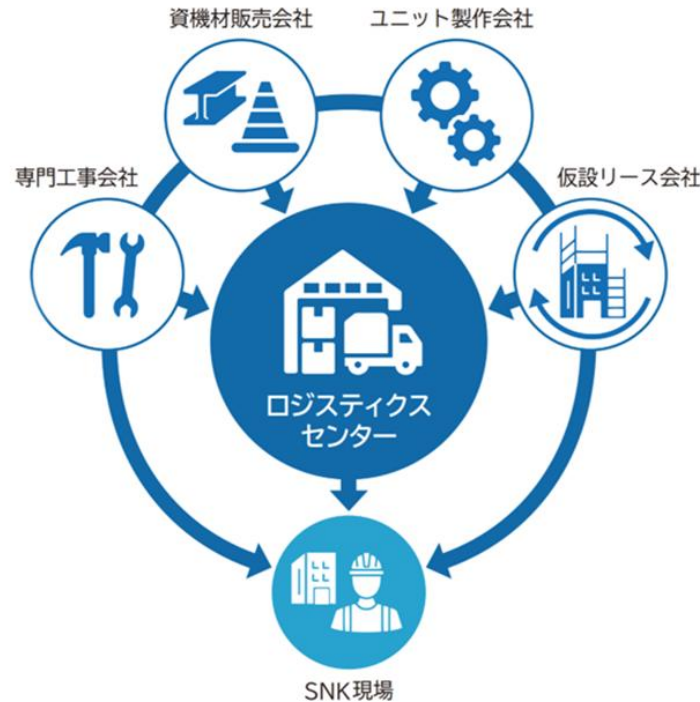 資機材販売会社
ユニット製作会社
専門工事会社
仮設リース会社
ロジスティクス
センター
SNK現場